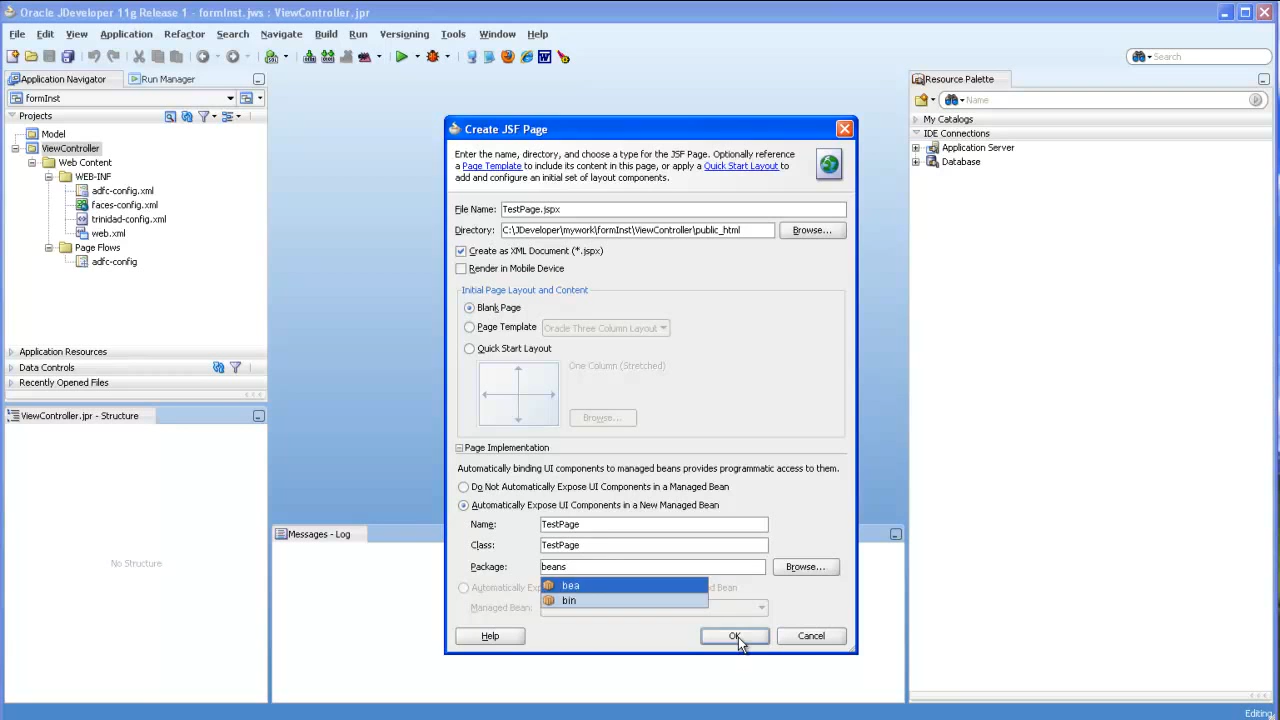 Oracle JDeveloper 11g Release 1 - formInst.jws : ViewController.jpr
File Edit View Application Refactor Search Navigate Build Run Versioning Tools Window Help
Search
Application Navigator
Run Manager
formInst
Projects
Model
ViewController
Web Content
WEB-INF
adfc-config.xml
faces-config.xml
trinidad-config.xml
web.xml
Page Flows
adfc-config
Application Resources
Data Controls
Recently Opened Files
ViewController.jpr - Structure
No Structure
Create JSF Page
Enter the name, directory, and choose a type for the JSF Page. Optionally reference
a Page Template to include its content in this page, or apply a Quick Start Layout to
add and configure an initial set of layout components.
File Name: TestPage.jspx
Directory: C:\JDeveloper\mywork\formInst\ViewController\public_html Browse...
Create as XML Document (*.jspx)
Render in Mobile Device
Initial Page Layout and Content
Blank Page
Page Template Oracle Three Column Layout
Quick Start Layout
One Column (Stretched)
Browse...
Page Implementation
Automatically binding UI components to managed beans provides programmatic access to them.
Do Not Automatically Expose UI Components in a Managed Bean
Automatically Expose UI Components in a New Managed Bean
Name: TestPage
Class: TestPage
Package: beans Browse...
bea
bin
Automatically Ex
d Bean
Managed Bean:
Help OK Cancel
Messages - Log
Resource Palette
Name
My Catalogs
IDE Connections
Application Server
Database
Editing